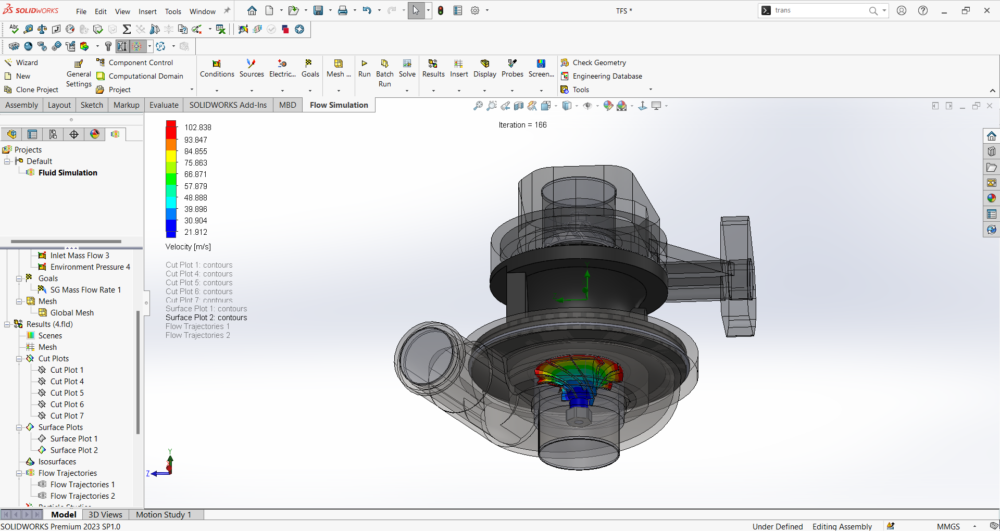 SOLIDWORKS File Edit View Insert Tools Window TFS * trans
Wizard
New
Clone Project
General Settings
Component Control
Computational Domain
Project
Conditions Sources Electric... Goals Mesh ... Run Batch Run Solve Results Insert Display Probes Screen...
Check Geometry
Engineering Database
Tools
Assembly Layout Sketch Markup Evaluate SOLIDWORKS Add-Ins MBD Flow Simulation
Projects
Default
Fluid Simulation
Inlet Mass Flow 3
Environment Pressure 4
Goals
SG Mass Flow Rate 1
Mesh
Global Mesh
Results (4.fld)
Scenes
Mesh
Cut Plots
Cut Plot 1
Cut Plot 4
Cut Plot 5
Cut Plot 6
Cut Plot 7
Surface Plots
Surface Plot 1
Surface Plot 2
Isosurfaces
Flow Trajectories
Flow Trajectories 1
Flow Trajectories 2
Particle Studies
102.838
93.847
84.855
75.863
66.871
57.879
48.888
39.896
30.904
21.912
Velocity [m/s]
Cut Plot 1: contours
Cut Plot 4: contours
Cut Plot 5: contours
Cut Plot 6: contours
Cut Plot 7: contours
Surface Plot 1: contours
Surface Plot 2: contours
Flow Trajectories 1
Flow Trajectories 2
Iteration = 166
Y
Z
Model 3D Views Motion Study 1
SOLIDWORKS Premium 2023 SP1.0 Under Defined Editing Assembly MMGS